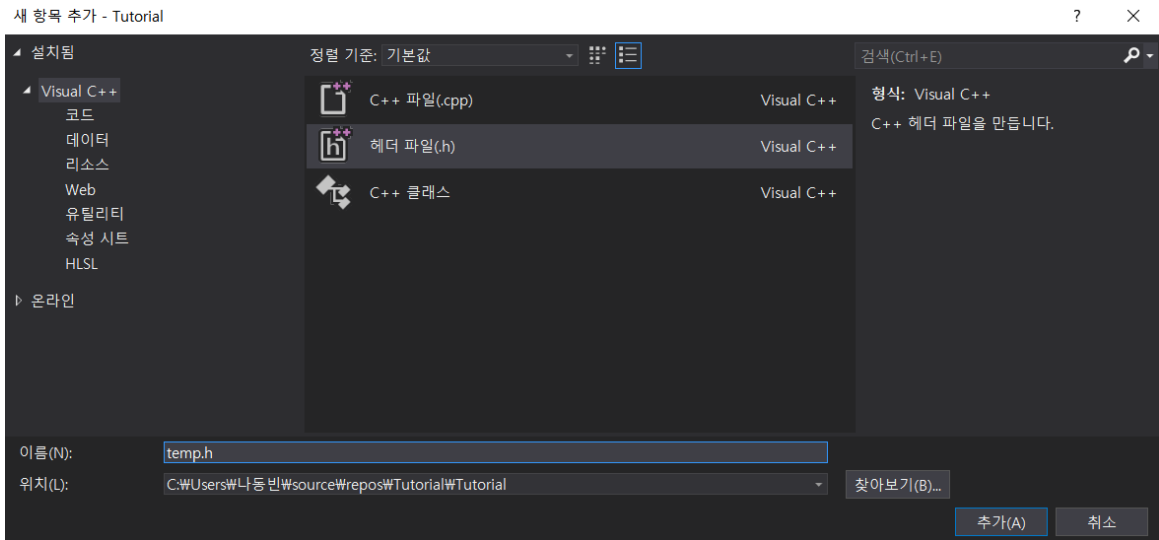 새 항목 추가 - Tutorial
?
설치됨
정렬 기준: 기본값
검색(Ctrl+E)
Visual C++
코드
데이터
리소스
Web
유틸리티
속성 시트
HLSL
온라인
C++ 파일(.cpp) Visual C++
헤더 파일(.h) Visual C++
C++ 클래스 Visual C++
형식: Visual C++
C++ 헤더 파일을 만듭니다.
이름(N): temp.h
위치(L): C:₩Users₩나동빈₩source₩repos₩Tutorial₩Tutorial
찾아보기(B)...
추가(A) 취소